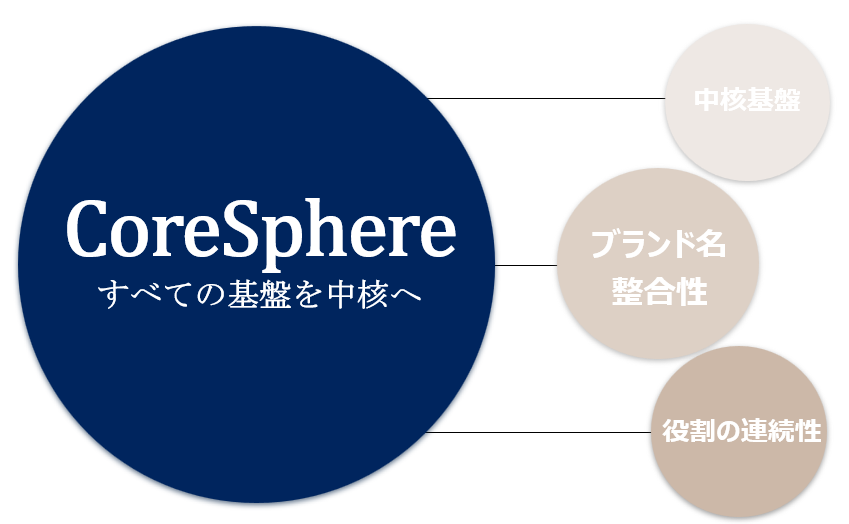 CoreSphere
すべての基盤を中核へ
中核基盤
ブランド名
整合性
役割の連続性